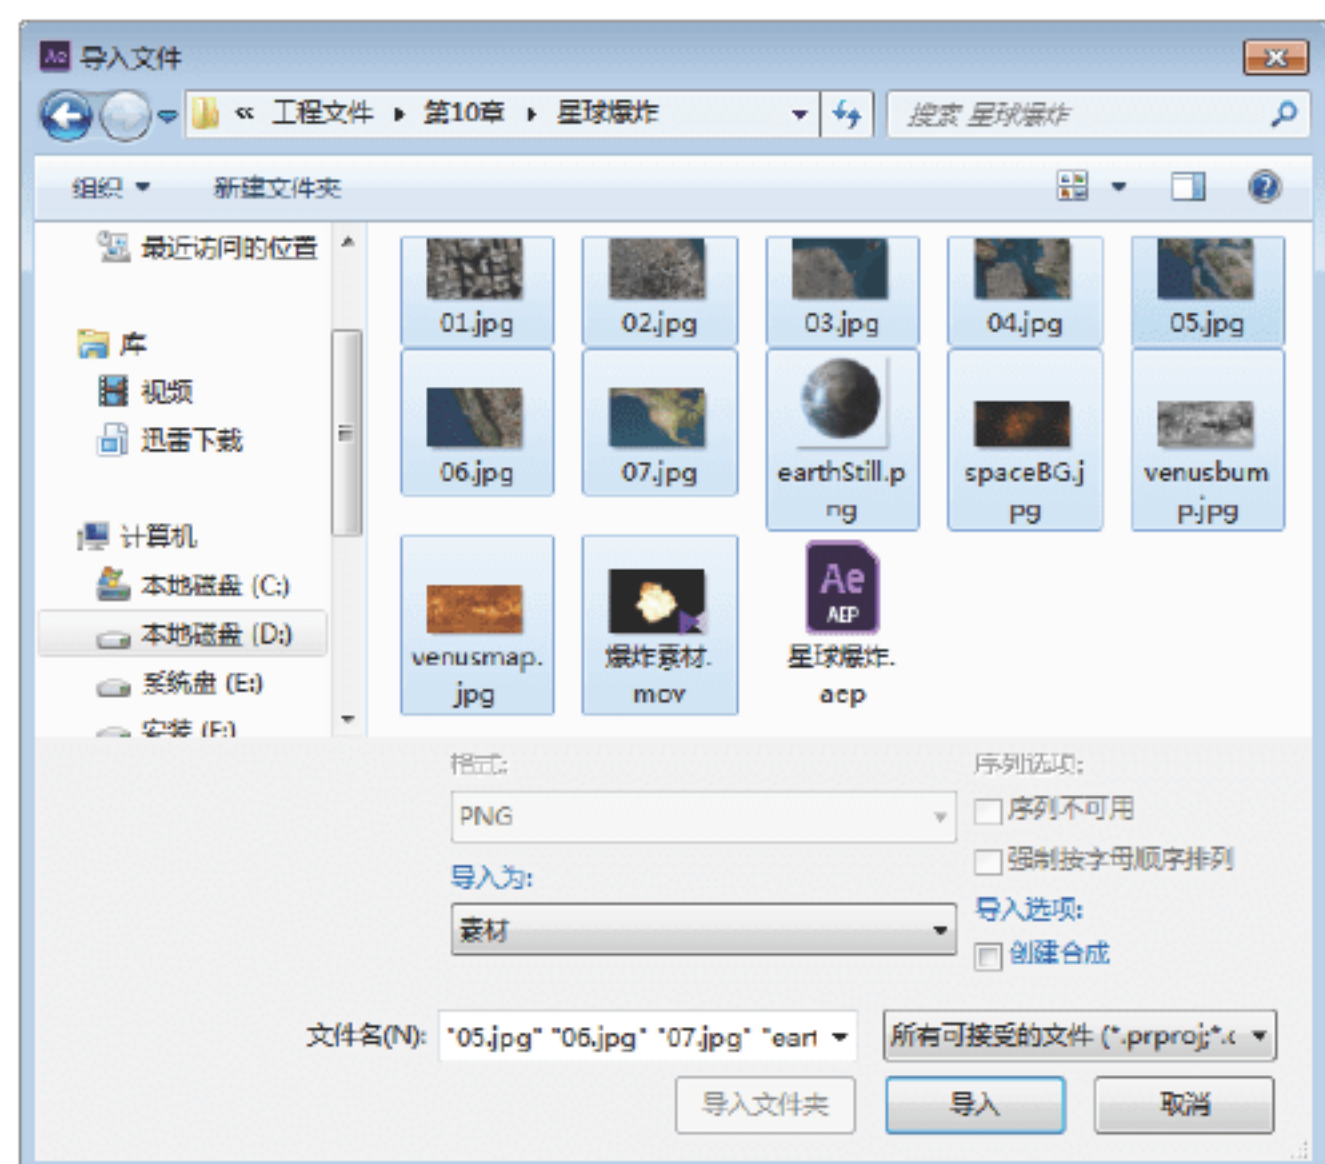 Ae 导入文件
« 工程文件 ▸ 第10章 ▸ 星球爆炸
搜索 星球爆炸
组织 新建文件夹
最近访问的位置
库
视频
迅雷下载
计算机
本地磁盘 (C:)
本地磁盘 (D:)
系统盘 (E:)
安装 (F:)
01.jpg
02.jpg
03.jpg
04.jpg
05.jpg
06.jpg
07.jpg
earthStill.p
ng
spaceBG.j
pg
venusbum
p.jpg
venusmap.
jpg
爆炸素材.
mov
Ae
AEP
星球爆炸.
aep
格式:
PNG
导入为:
素材
序列选项:
序列不可用
强制按字母顺序排列
导入选项:
创建合成
文件名(N): "05.jpg" "06.jpg" "07.jpg" "eart
所有可接受的文件 (*.prproj;*.c
导入文件夹 导入 取消